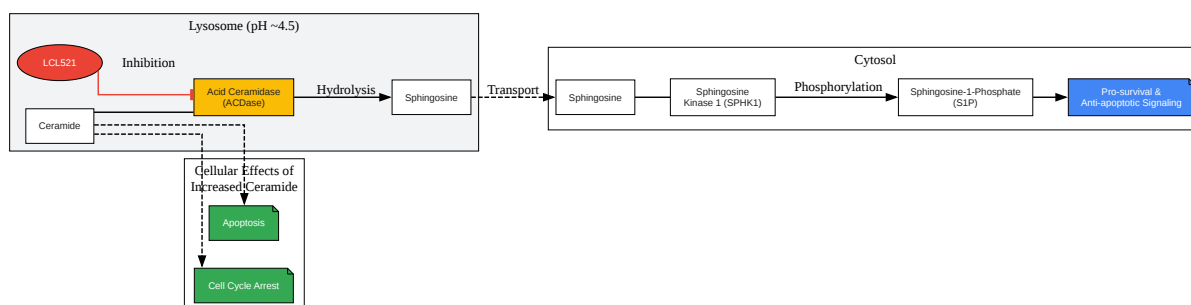 Lysosome (pH ~4.5)
LCL521
Inhibition
Acid Ceramidase
(ACDase)
Hydrolysis
Sphingosine
Ceramide
Transport
Cytosol
Sphingosine
Sphingosine
Kinase 1 (SPHK1)
Phosphorylation
Sphingosine-1-Phosphate
(S1P)
Pro-survival &
Anti-apoptotic Signaling
Cellular Effects of
Increased Ceramide
Apoptosis
Cell Cycle Arrest